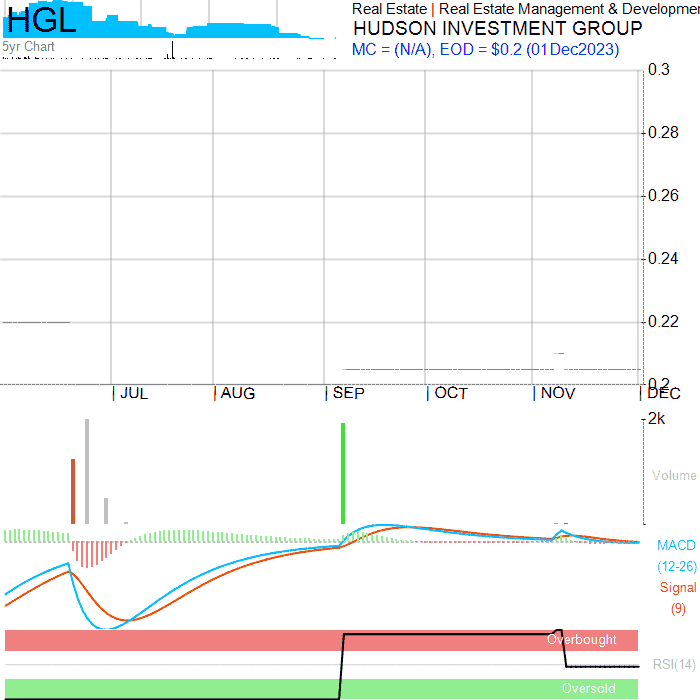 HGL
5yr Chart
Real Estate | Real Estate Management & Developmen
HUDSON INVESTMENT GROUP
MC = (N/A), EOD = $0.2 (01Dec2023)
0.3
0.28
0.26
0.24
0.22
0.2
JUL AUG SEP OCT NOV DEC
2k
Volume
MACD
(12-26)
Signal
(9)
Overbought
RSI(14)
Oversold